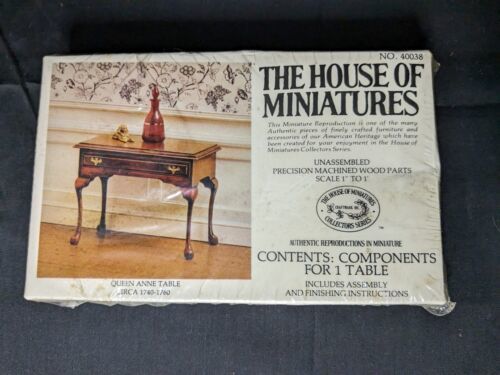 NO. 40038
THE HOUSE OF
MINIATURES
This Miniature Reproduction is one of the many
Authentic pieces of finely crafted furniture and
accessories of our American Heritage which have
been created for your enjoyment in the House of
Miniatures Collectors Series.
UNASSEMBLED
PRECISION MACHINED WOOD PARTS
SCALE 1" TO 1'
THE HOUSE OF MINIATURES
CRAFTMARK, INC.
COLLECTORS SERIES
TM
AUTHENTIC REPRODUCTIONS IN MINIATURE
CONTENTS: COMPONENTS
FOR 1 TABLE
INCLUDES ASSEMBLY
AND FINISHING INSTRUCTIONS
QUEEN ANNE TABLE
CIRCA 1740-1760